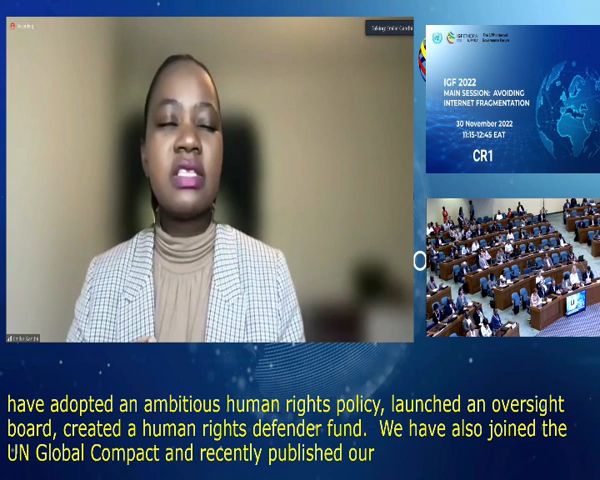 IGF 2022
MAIN SESSION: AVOIDING
INTERNET FRAGMENTATION
30 November 2022
11:15-12:45 EAT
CR1
have adopted an ambitious human rights policy, launched an oversight
board, created a human rights defender fund.  We have also joined the
UN Global Compact and recently published our